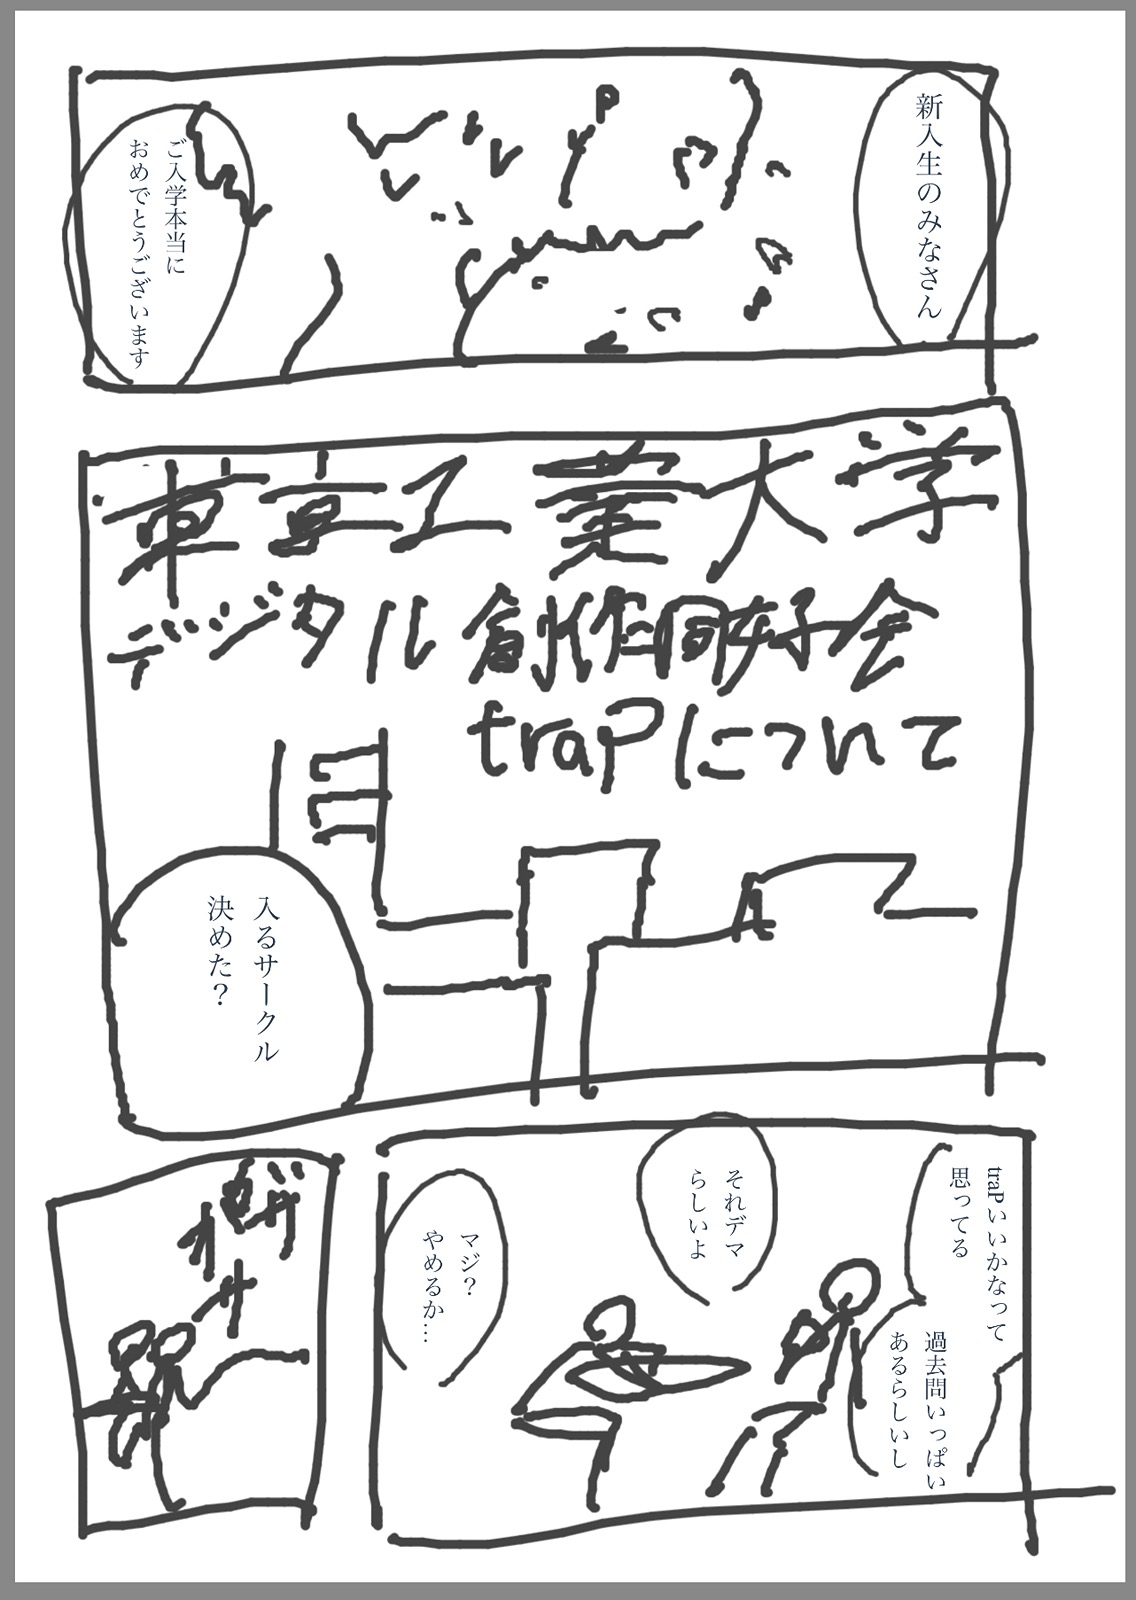 新入生のみなさん
ご入学本当に
おめでとうございます
東京工業大学
デジタル創作同好会
traPについて
入るサークル
決めた?
traPいいかなって
思ってる
過去問いっぱい
あるらしいし
それデマ
らしいよ
マジ?
やめるか…